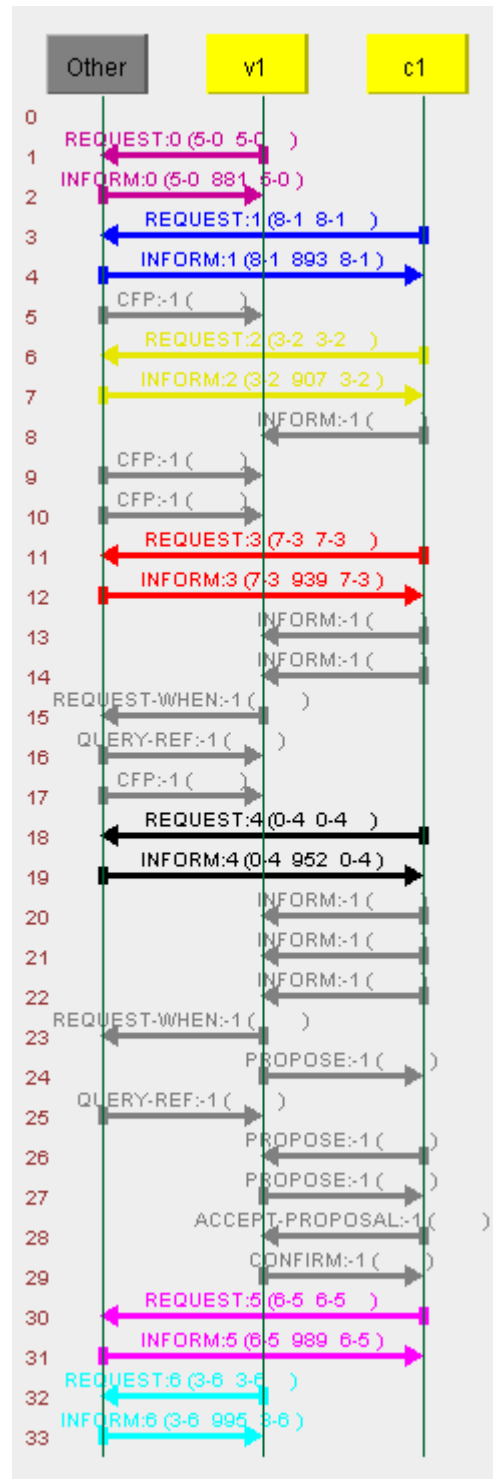 Other v1 c1
0
REQUEST:0 (5-0 5-0 )
1
INFORM:0 (5-0 881 5-0 )
2
REQUEST:1 (8-1 8-1 )
3
INFORM:1 (8-1 893 8-1 )
4
CFP:-1 ( )
5
REQUEST:2 (3-2 3-2 )
6
INFORM:2 (3-2 907 3-2 )
7
INFORM:-1 ( )
8
CFP:-1 ( )
9
CFP:-1 ( )
10
REQUEST:3 (7-3 7-3 )
11
INFORM:3 (7-3 939 7-3 )
12
INFORM:-1 ( )
13
INFORM:-1 ( )
14
REQUEST-WHEN:-1 ( )
15
QUERY-REF:-1 ( )
16
CFP:-1 ( )
17
REQUEST:4 (0-4 0-4 )
18
INFORM:4 (0-4 952 0-4 )
19
INFORM:-1 ( )
20
INFORM:-1 ( )
21
INFORM:-1 ( )
22
REQUEST-WHEN:-1 ( )
23
PROPOSE:-1 ( )
24
QUERY-REF:-1 ( )
25
PROPOSE:-1 ( )
26
PROPOSE:-1 ( )
27
ACCEPT-PROPOSAL:-1 ( )
28
CONFIRM:-1 ( )
29
REQUEST:5 (6-5 6-5 )
30
INFORM:5 (6-5 989 6-5 )
31
REQUEST:6 (3-6 3-6 )
32
INFORM:6 (3-6 995 3-6 )
33